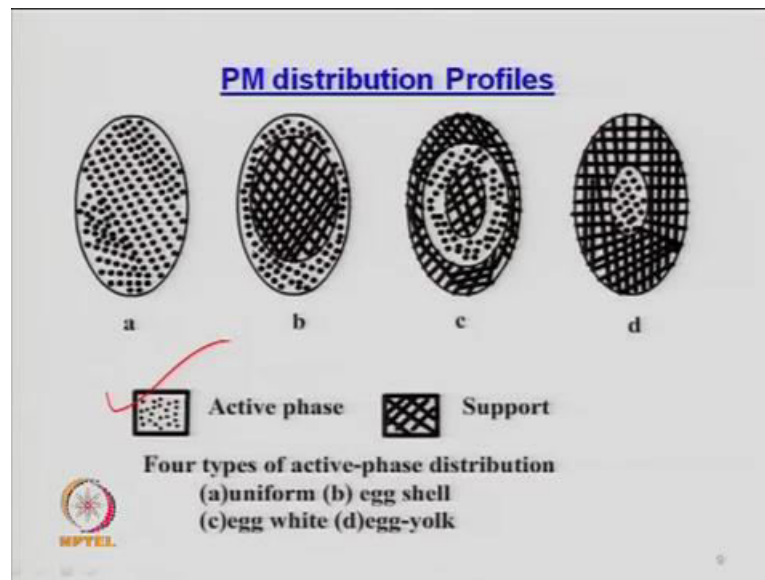 PM distribution Profiles
a b c d
Active phase Support
Four types of active-phase distribution
(a)uniform (b) egg shell
(c)egg white (d)egg-yolk
NPTEL
9